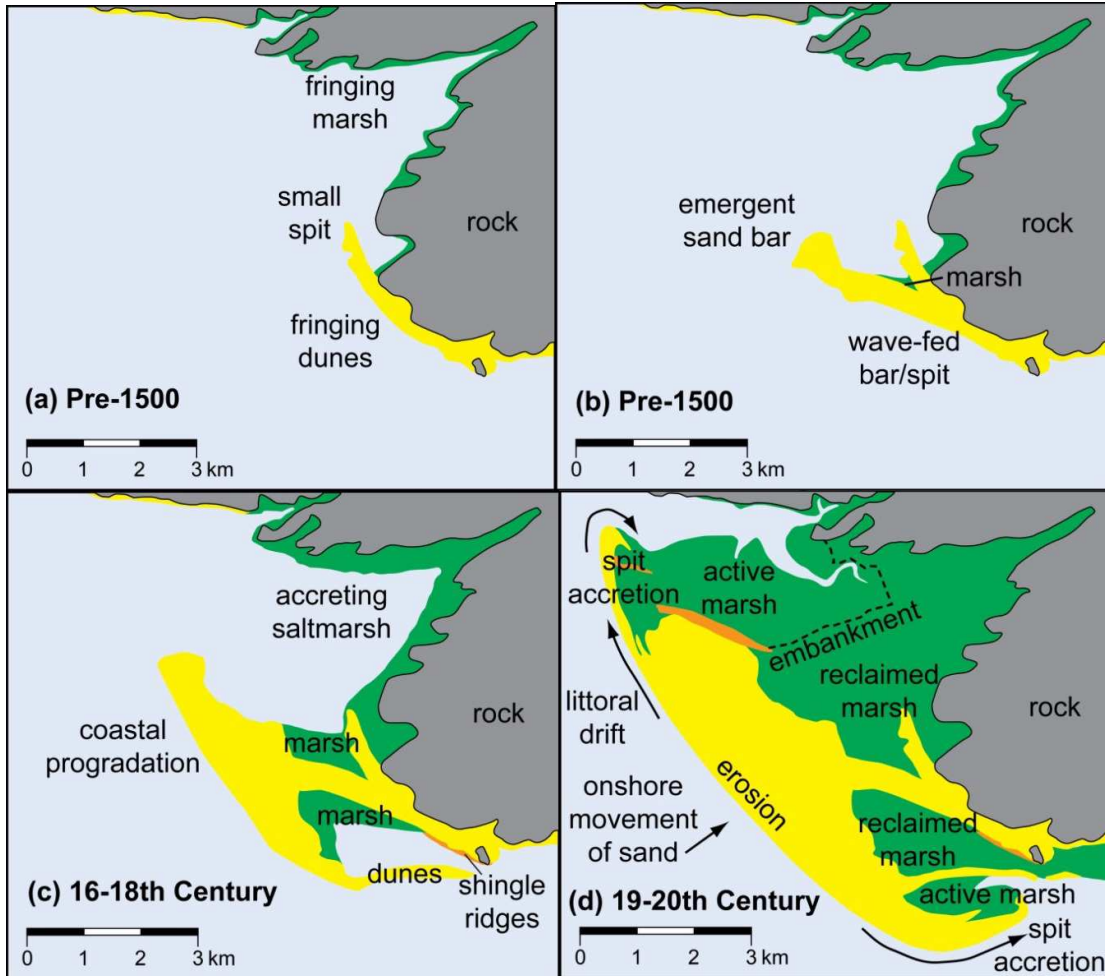 fringing
marsh
small
spit
rock
fringing
dunes
(a) Pre-1500
0 1 2 3 km
emergent
sand bar
rock
marsh
wave-fed
bar/spit
(b) Pre-1500
0 1 2 3 km
accreting
saltmarsh
rock
coastal
progradation
marsh
marsh
dunes
shingle
ridges
(c) 16-18th Century
0 1 2 3 km
spit
accretion
active
marsh
embankment
reclaimed
marsh
rock
littoral
drift
erosion
onshore
movement
of sand
reclaimed
marsh
active marsh
spit
accretion
(d) 19-20th Century
0 1 2 3 km